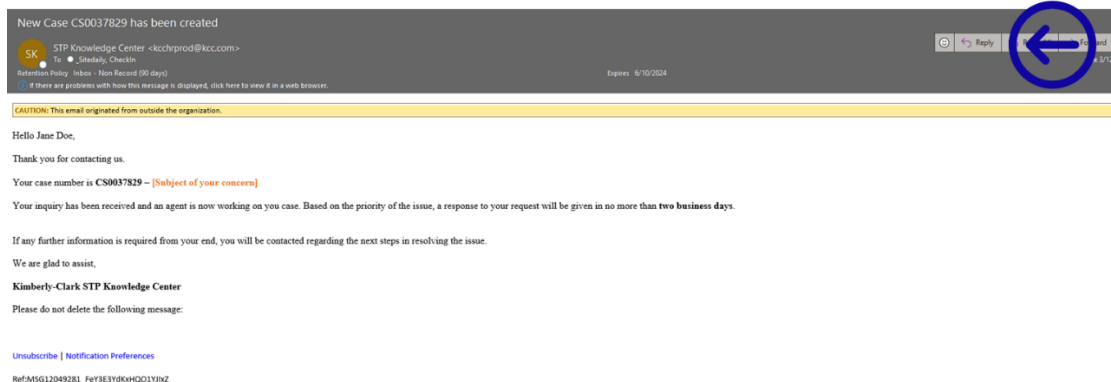 New Case CS0037829 has been created
Reply
Forward
SK
STP Knowledge Center <kcchrprod@kcc.com>
To _Sitedaily, Checkin
Retention Policy Inbox - Non Record (90 days)
Expires 6/10/2024
If there are problems with how this message is displayed, click here to view it in a web browser.
CAUTION: This email originated from outside the organization.
Hello Jane Doe,
Thank you for contacting us.
Your case number is CS0037829 – [Subject of your concern]
Your inquiry has been received and an agent is now working on you case. Based on the priority of the issue, a response to your request will be given in no more than two business days.
If any further information is required from your end, you will be contacted regarding the next steps in resolving the issue.
We are glad to assist,
Kimberly-Clark STP Knowledge Center
Please do not delete the following message:
Unsubscribe | Notification Preferences